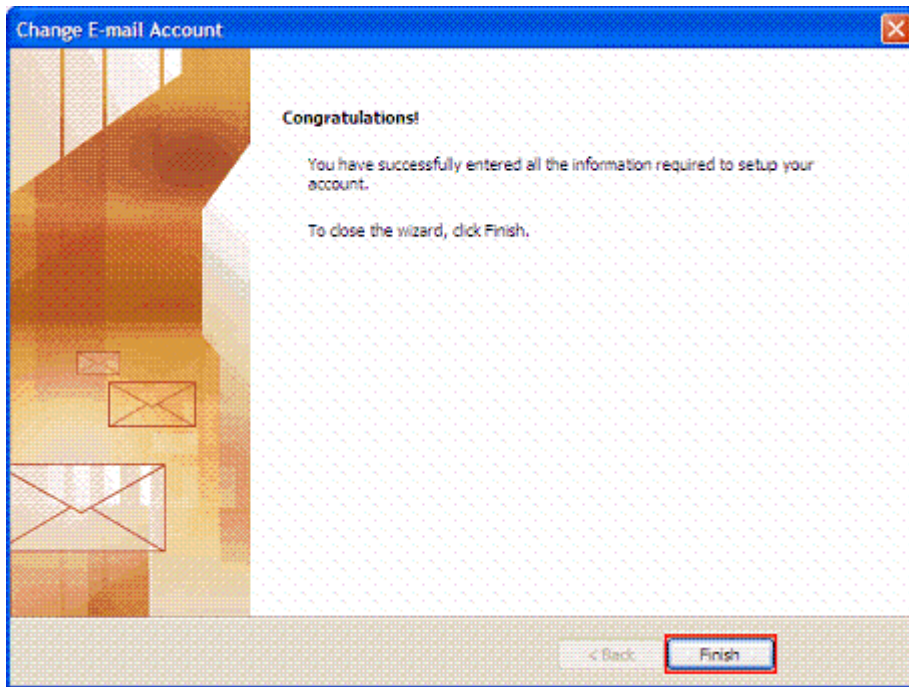 Change E-mail Account
Congratulations!
You have successfully entered all the information required to setup your
account.
To close the wizard, click Finish.
< Back
Finish